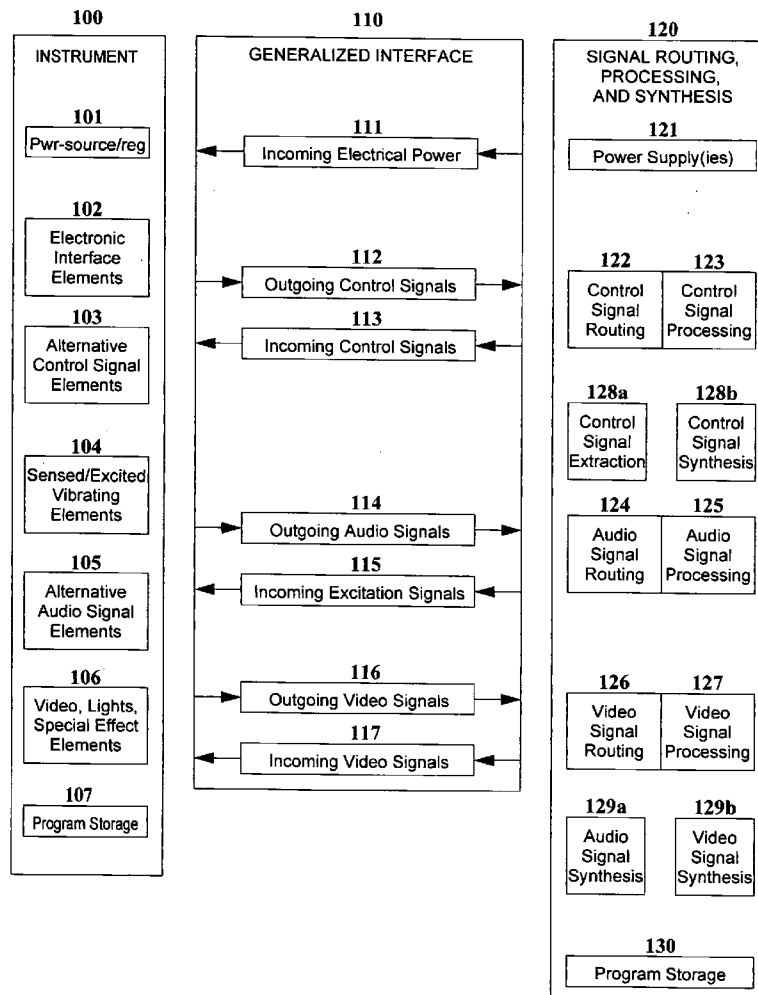 100
INSTRUMENT
101
Pwr-source/reg
102
Electronic
Interface
Elements
103
Alternative
Control Signal
Elements
104
Sensed/Excited
Vibrating
Elements
105
Alternative
Audio Signal
Elements
106
Video, Lights,
Special Effect
Elements
107
Program Storage
110
GENERALIZED INTERFACE
111
Incoming Electrical Power
112
Outgoing Control Signals
113
Incoming Control Signals
114
Outgoing Audio Signals
115
Incoming Excitation Signals
116
Outgoing Video Signals
117
Incoming Video Signals
120
SIGNAL ROUTING,
PROCESSING,
AND SYNTHESIS
121
Power Supply(ies)
122
Control
Signal
Routing
123
Control
Signal
Processing
128a
Control
Signal
Extraction
128b
Control
Signal
Synthesis
124
Audio
Signal
Routing
125
Audio
Signal
Processing
126
Video
Signal
Routing
127
Video
Signal
Processing
129a
Audio
Signal
Synthesis
129b
Video
Signal
Synthesis
130
Program Storage